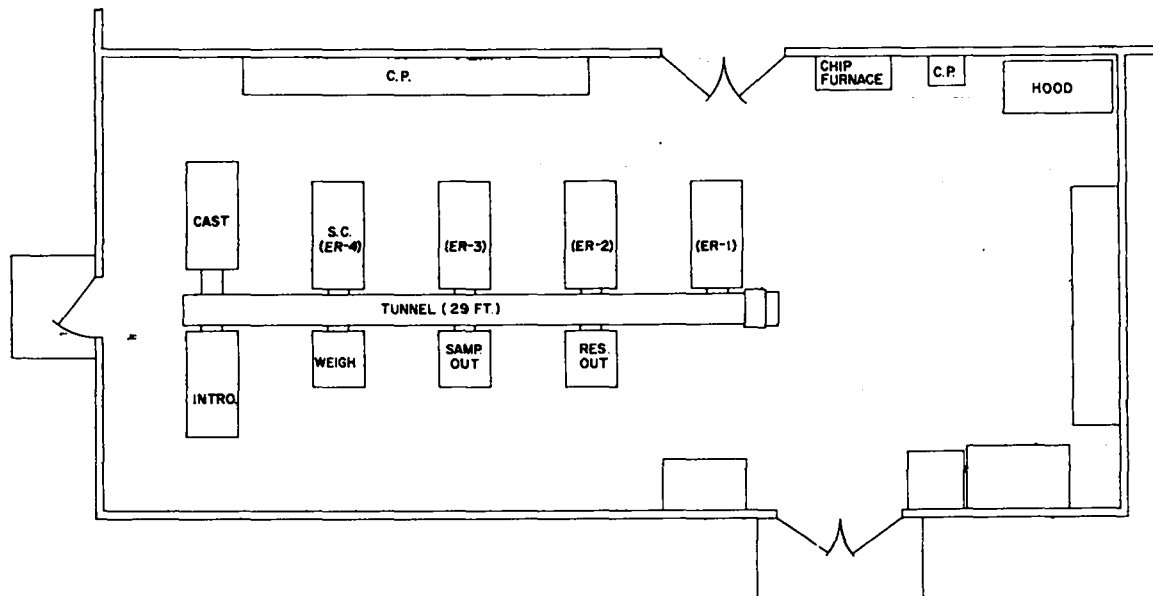 C.P.
CHIP
FURNACE
C.P.
HOOD
CAST
S.C.
(ER-4)
(ER-3)
(ER-2)
(ER-1)
TUNNEL (29 FT.)
INTRO.
WEIGH
SAMP.
OUT
RES.
OUT